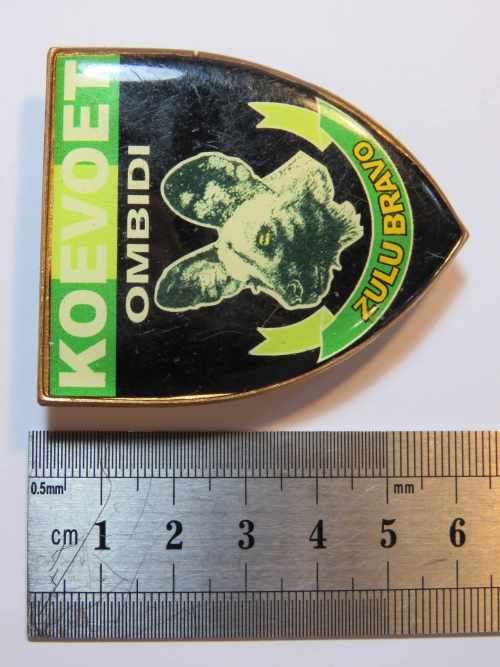 KOEVOET
OMBIDI
ZULU BRAVO
0.5mm
mm
cm 1 2 3 4 5 6